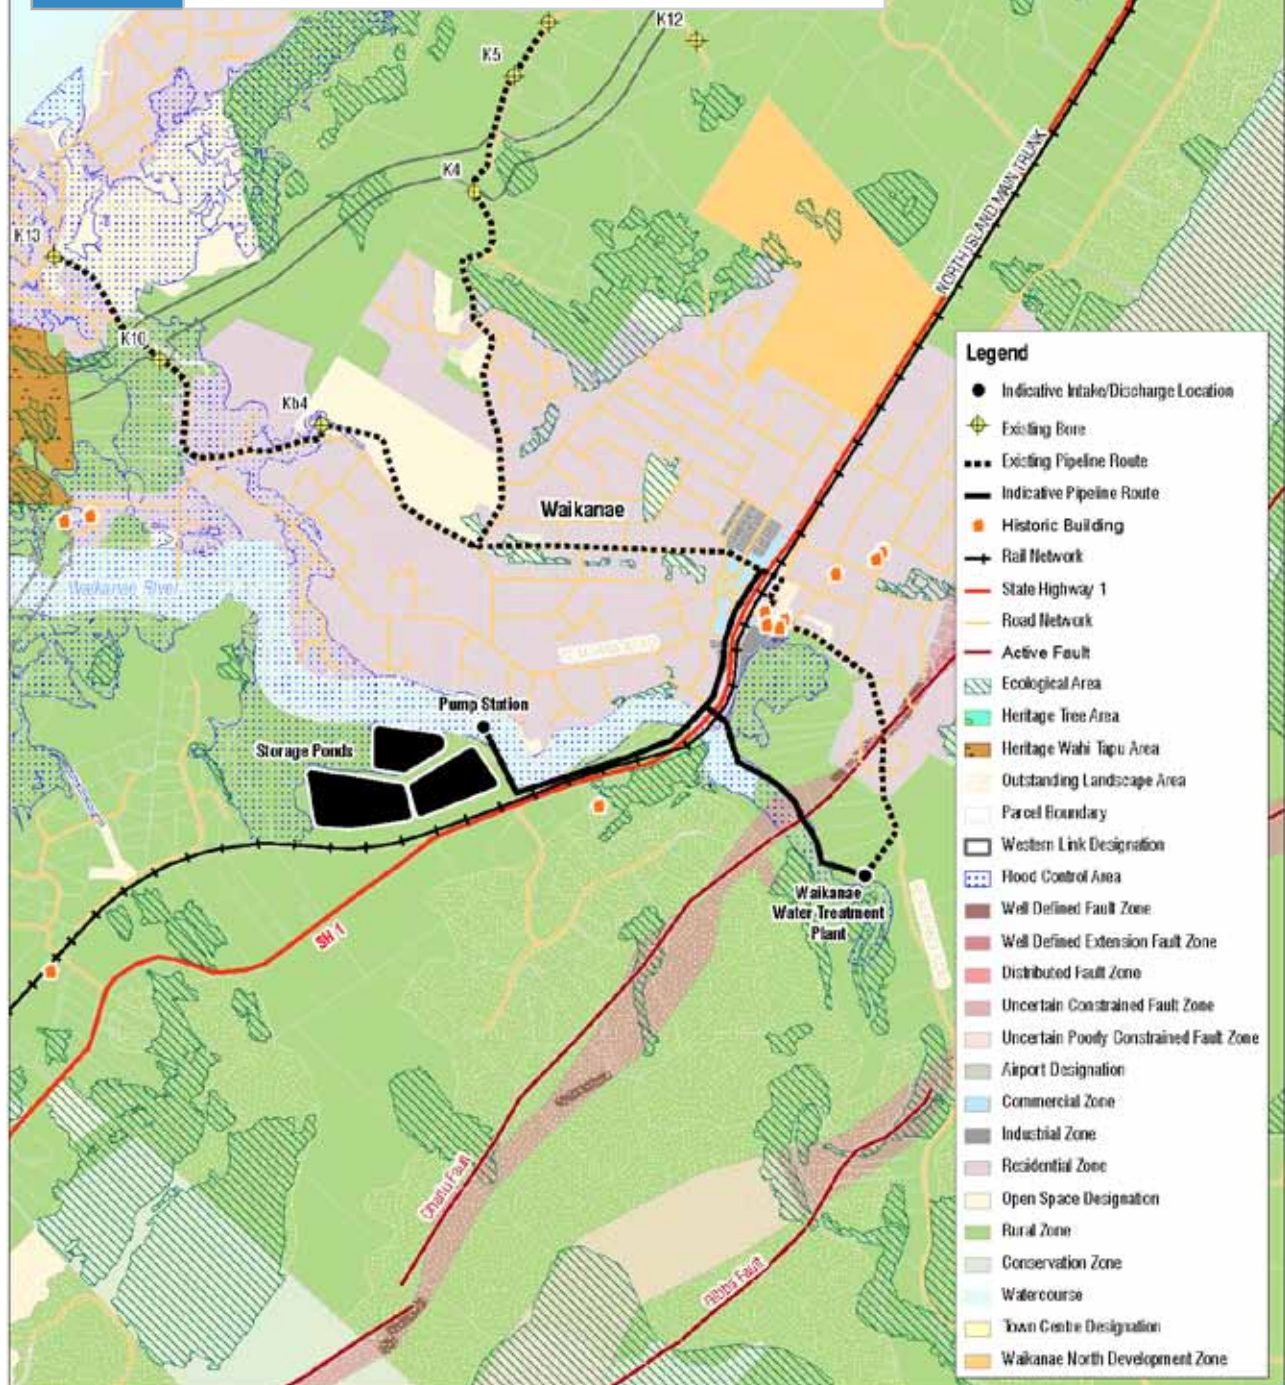 K12
K5
NORTH ISLAND MAIN TRUNK
K4
K13
K10
Kb4
Waikanae
Waikanae River
Pump Station
Storage Ponds
Waikanae
Water Treatment
Plant
SH 1
Ohariu Fault
Gibbs Fault
Legend
Indicative Intake/Discharge Location
Existing Bore
Existing Pipeline Route
Indicative Pipeline Route
Historic Building
Rail Network
State Highway 1
Road Network
Active Fault
Ecological Area
Heritage Tree Area
Heritage Wahi Tapu Area
Outstanding Landscape Area
Parcel Boundary
Western Link Designation
Flood Control Area
Well Defined Fault Zone
Well Defined Extension Fault Zone
Distributed Fault Zone
Uncertain Constrained Fault Zone
Uncertain Poorly Constrained Fault Zone
Airport Designation
Commercial Zone
Industrial Zone
Residential Zone
Open Space Designation
Rural Zone
Conservation Zone
Watercourse
Town Centre Designation
Waikanae North Development Zone